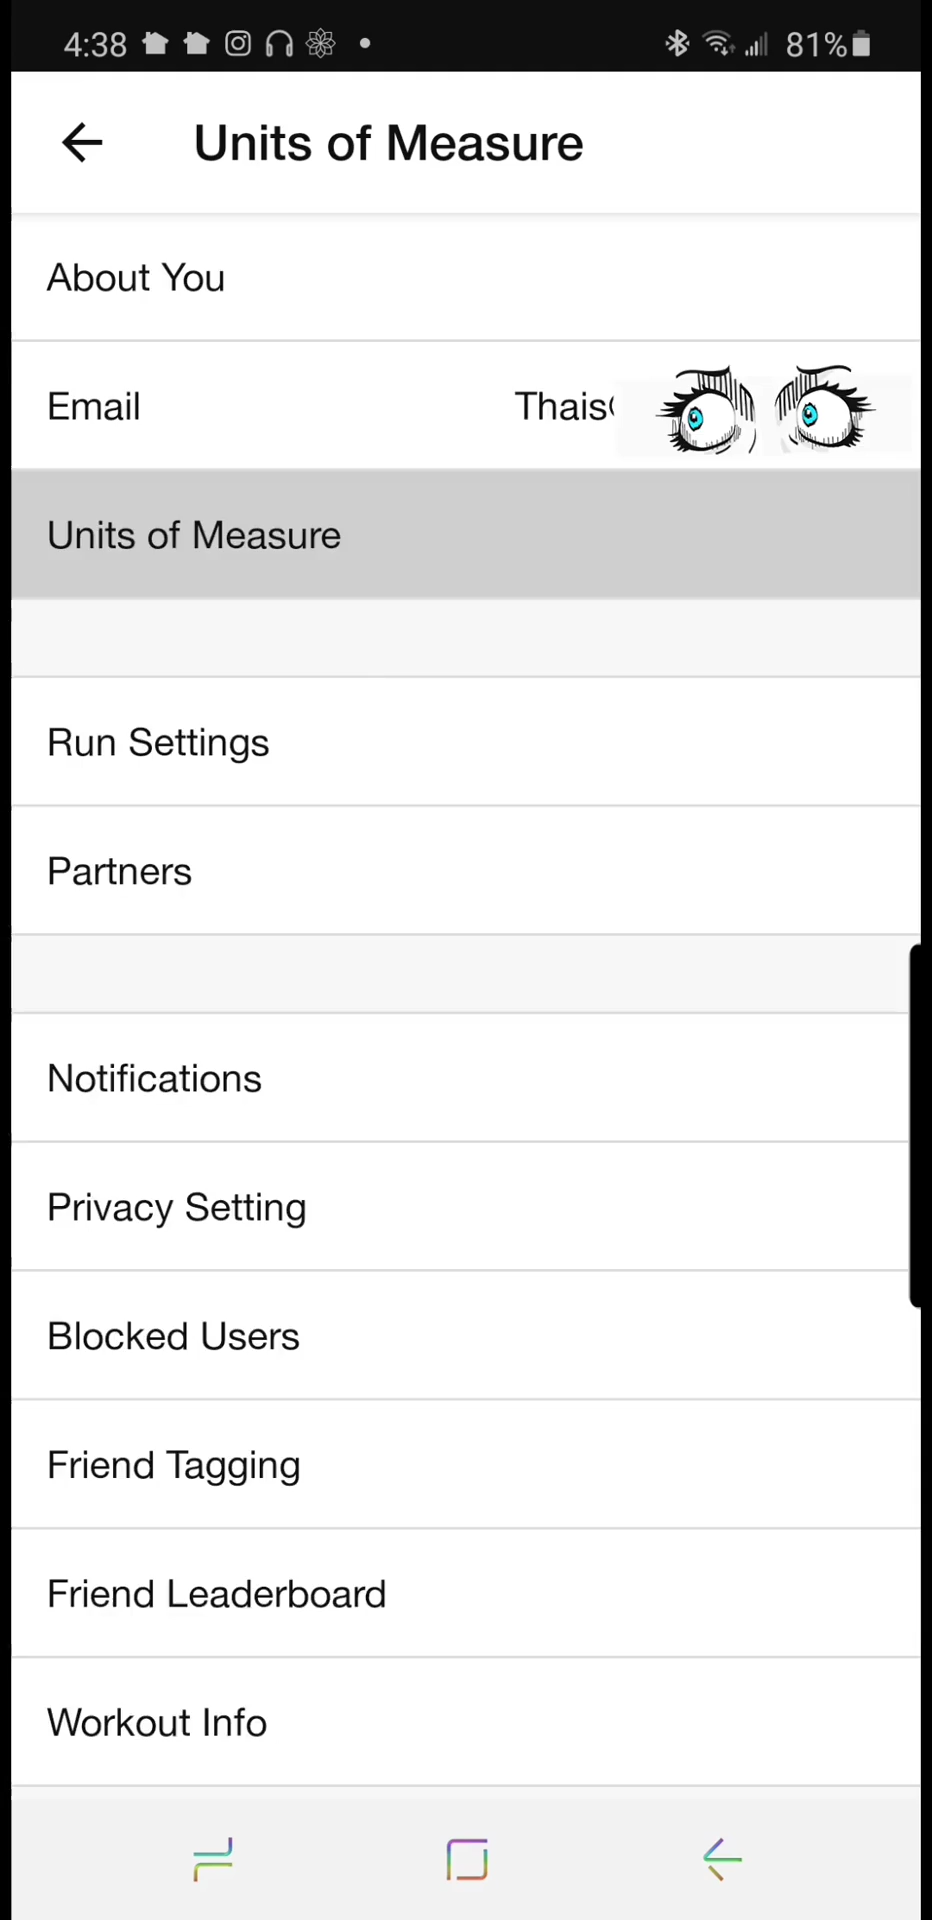 4:38 81%
Units of Measure
About You
Email Thais
Units of Measure
Run Settings
Partners
Notifications
Privacy Setting
Blocked Users
Friend Tagging
Friend Leaderboard
Workout Info